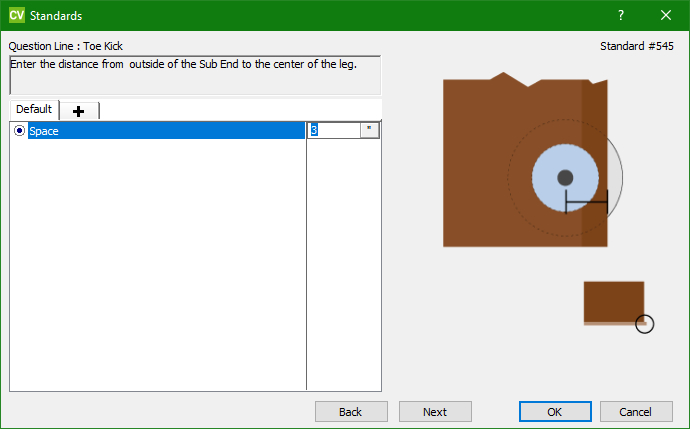 CV Standards ?
Question Line : Toe Kick Standard #545
Enter the distance from outside of the Sub End to the center of the leg.
Default
Space 3 "
Back Next OK Cancel